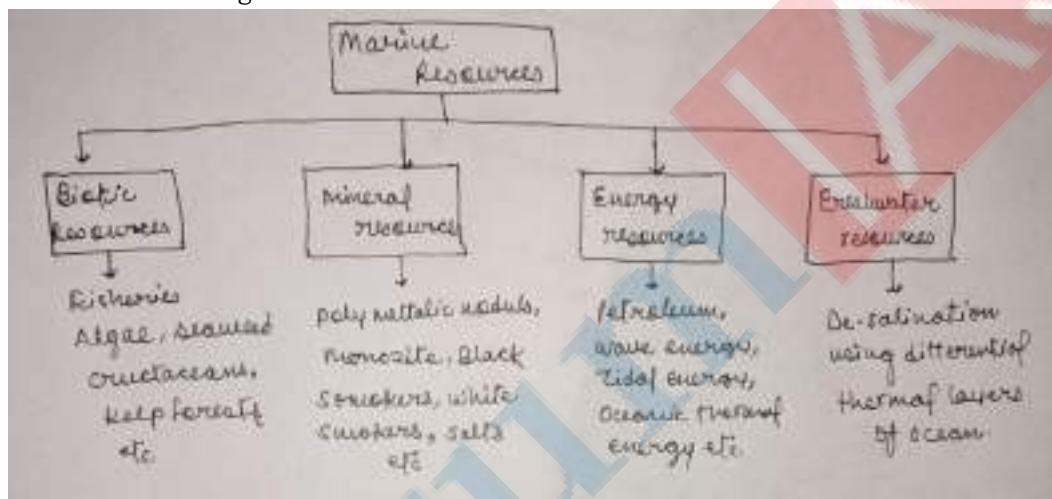 Marine
Resources
Biotic
Resources
Mineral
resources
Energy
resources
Freshwater
resources
Fisheries
Algae, seaweed
crustaceans,
kelp forests
etc
poly mettalic noduls,
Monozite, Black
Smokers, white
smokers, salts
etc
Petroleum,
wave energy,
Tidal energy,
Oceanic thermal
energy etc
De-salination
using differential
thermal layers
of ocean